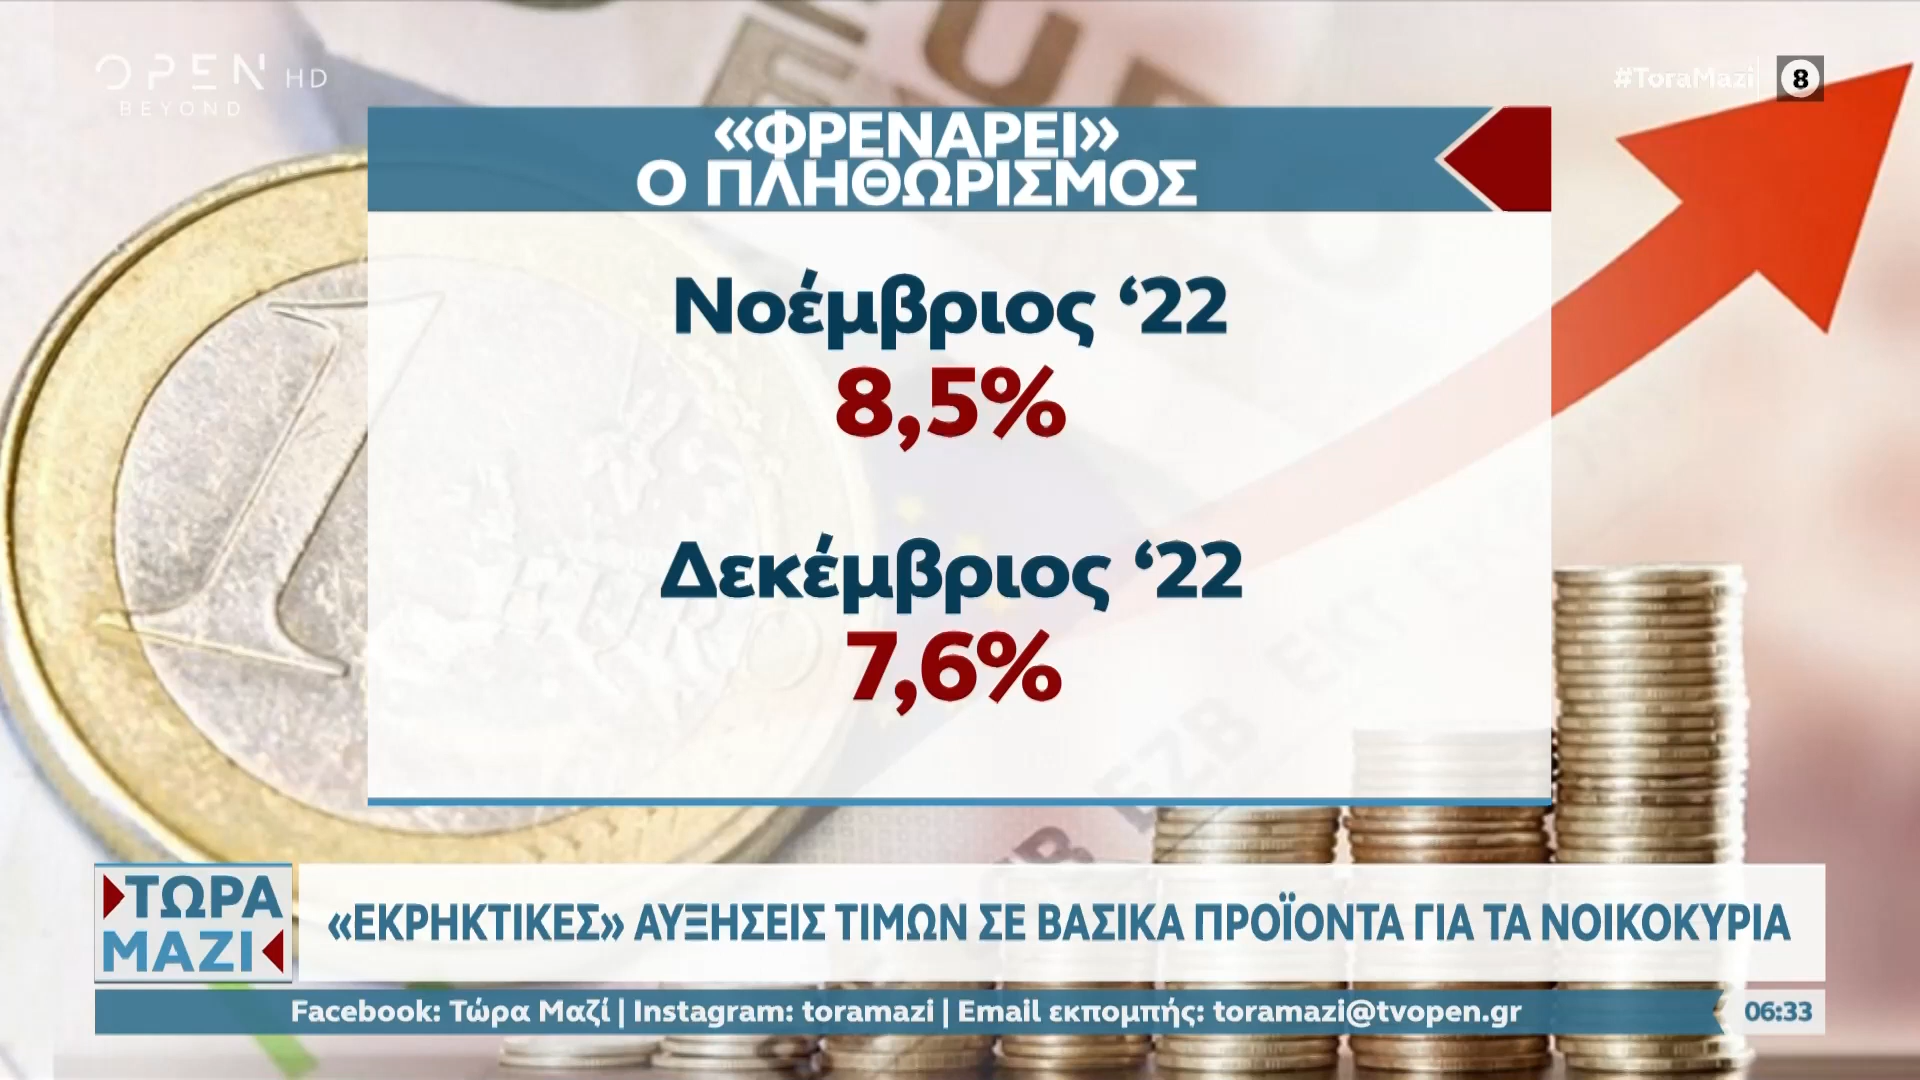 OPEN HD
BEYOND
#ToraMazi 8
«ΦΡΕΝΑΡΕΙ»
Ο ΠΛΗΘΩΡΙΣΜΟΣ
Νοέμβριος ‘22
8,5%
Δεκέμβριος ‘22
7,6%
EZB EKT
ΤΩΡΑ
ΜΑΖΙ
«ΕΚΡΗΚΤΙΚΕΣ» ΑΥΞΗΣΕΙΣ ΤΙΜΩΝ ΣΕ ΒΑΣΙΚΑ ΠΡΟΪΟΝΤΑ ΓΙΑ ΤΑ ΝΟΙΚΟΚΥΡΙΑ
Facebook: Τώρα Μαζί | Instagram: toramazi | Email εκπομπής: toramazi@tvopen.gr
06:33